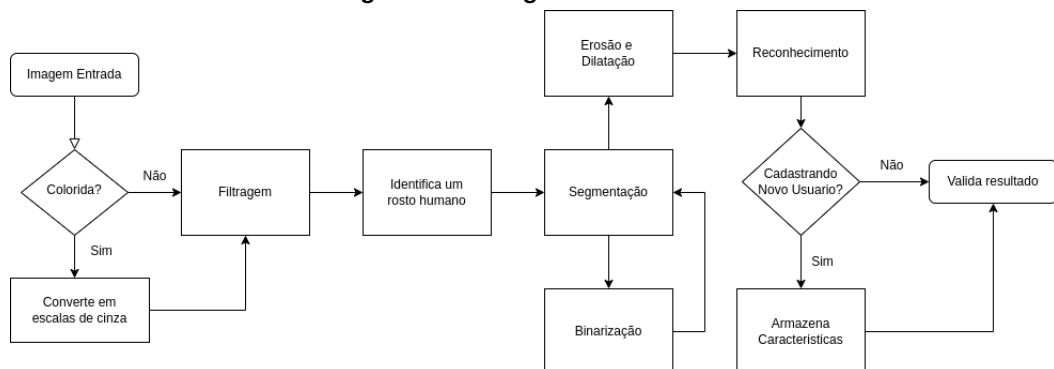 Imagem Entrada
Colorida?
Não
Sim
Converte em
escalas de cinza
Filtragem
Identifica um
rosto humano
Segmentação
Binarização
Erosão e
Dilatação
Reconhecimento
Cadastrando
Novo Usuario?
Não
Sim
Armazena
Caracteristicas
Valida resultado